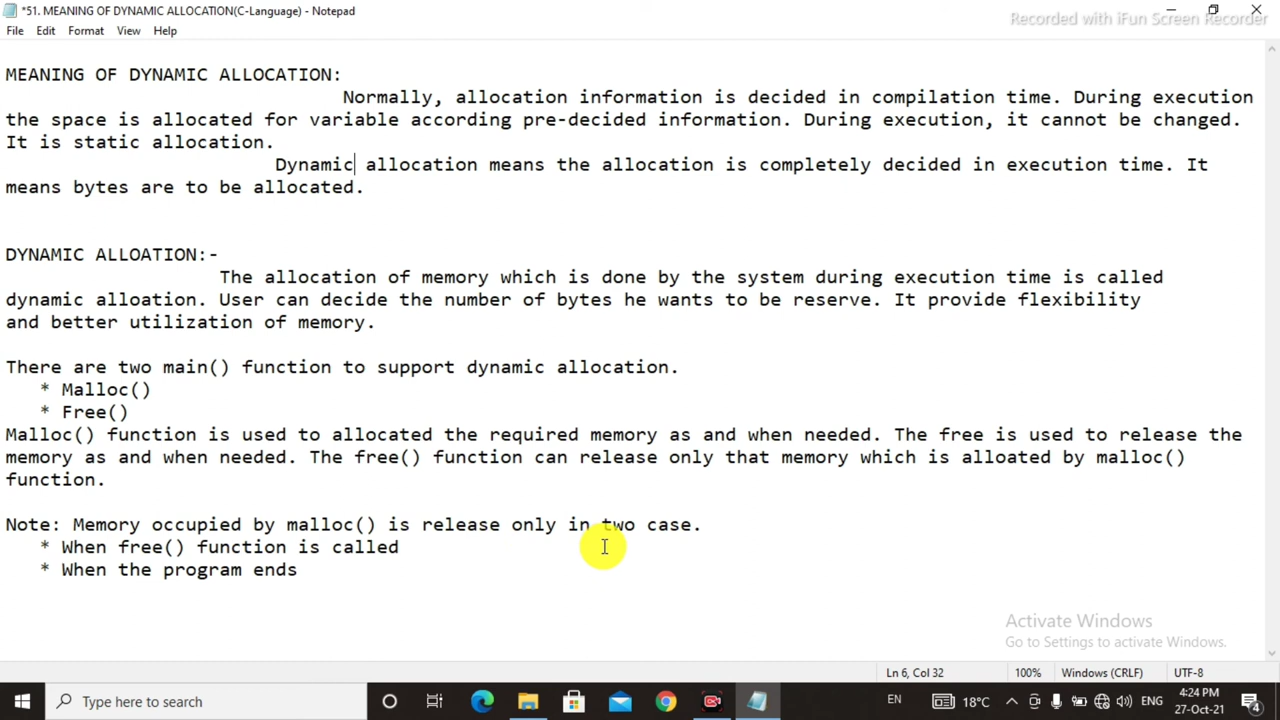 *51. MEANING OF DYNAMIC ALLOCATION(C-Language) - Notepad
Recorded with iFun Screen Recorder
File Edit Format View Help
MEANING OF DYNAMIC ALLOCATION:
Normally, allocation information is decided in compilation time. During execution
the space is allocated for variable according pre-decided information. During execution, it cannot be changed.
It is static allocation.
Dynamic allocation means the allocation is completely decided in execution time. It
means bytes are to be allocated.
DYNAMIC ALLOATION:-
The allocation of memory which is done by the system during execution time is called
dynamic alloation. User can decide the number of bytes he wants to be reserve. It provide flexibility
and better utilization of memory.
There are two main() function to support dynamic allocation.
* Malloc()
* Free()
Malloc() function is used to allocated the required memory as and when needed. The free is used to release the
memory as and when needed. The free() function can release only that memory which is alloated by malloc()
function.
Note: Memory occupied by malloc() is release only in two case.
* When free() function is called
* When the program ends
Activate Windows
Go to Settings to activate Windows.
Ln 6, Col 32 100% Windows (CRLF) UTF-8
Type here to search
EN 18°C ENG 4:24 PM
27-Oct-21 4